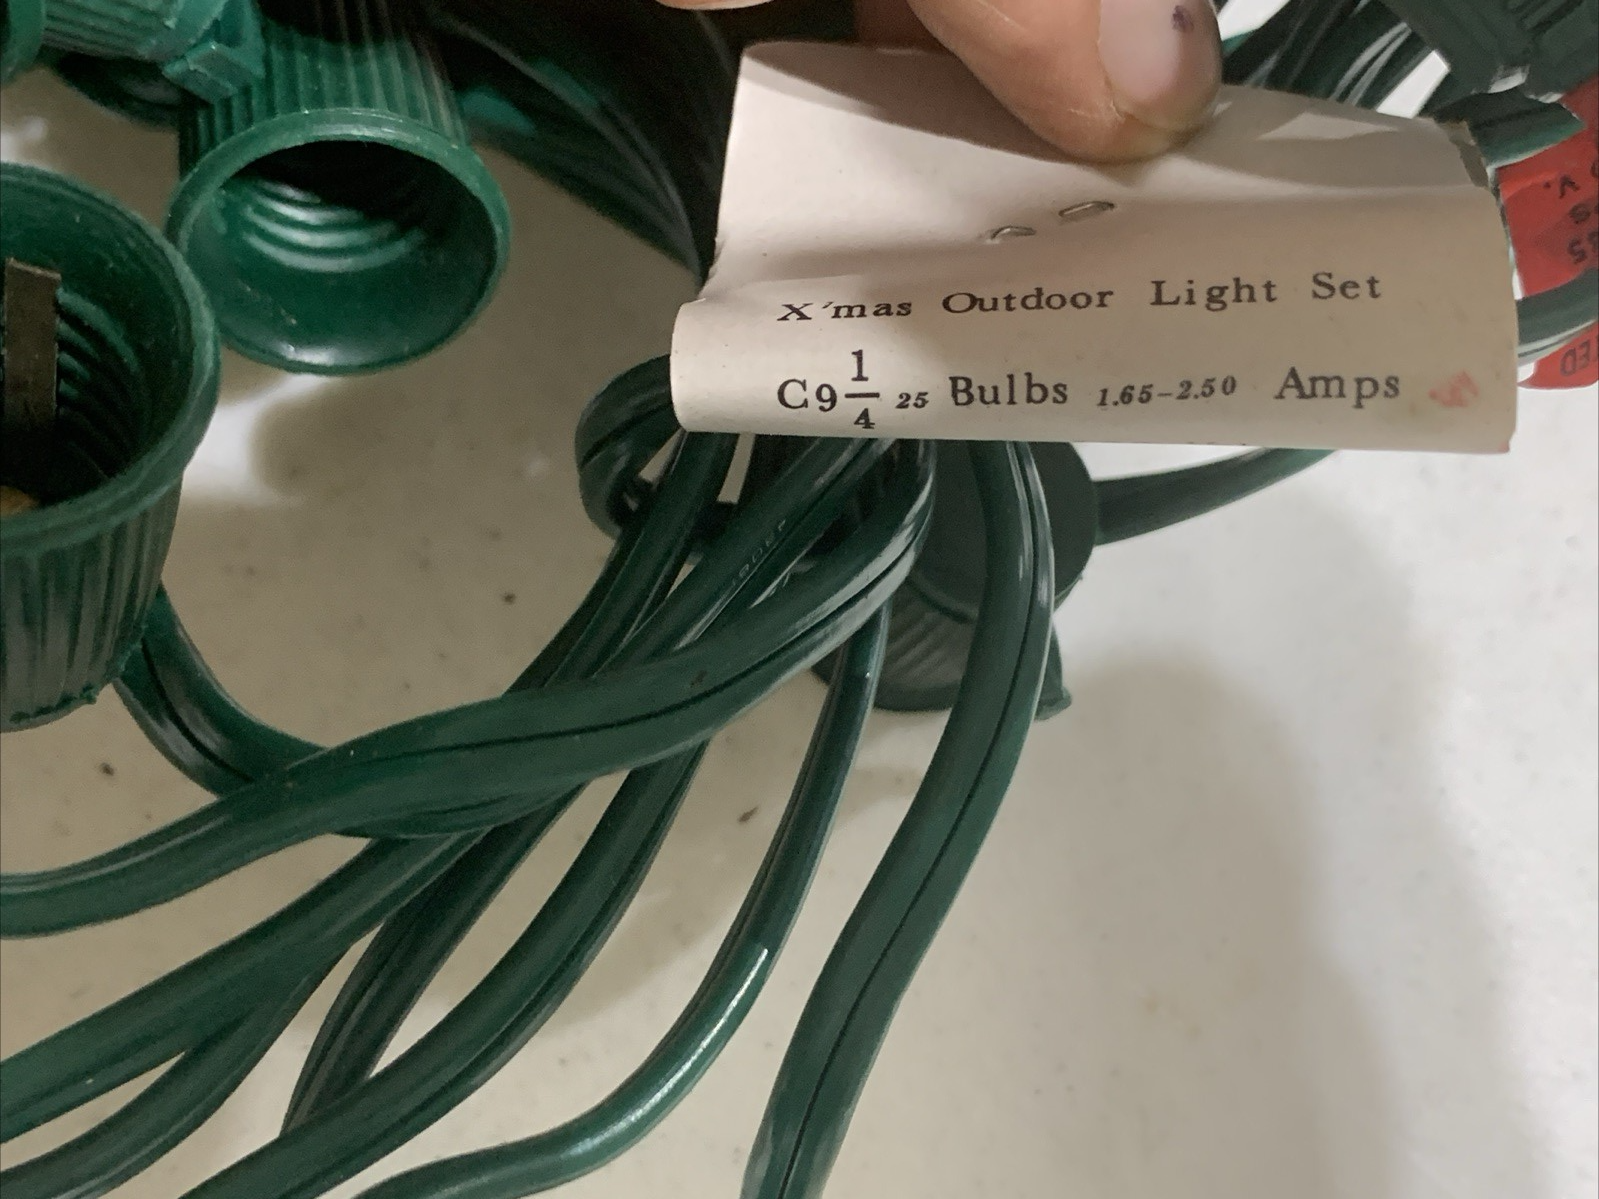 X'mas Outdoor Light Set
C9 1/4 25 Bulbs 1.65-2.50 Amps